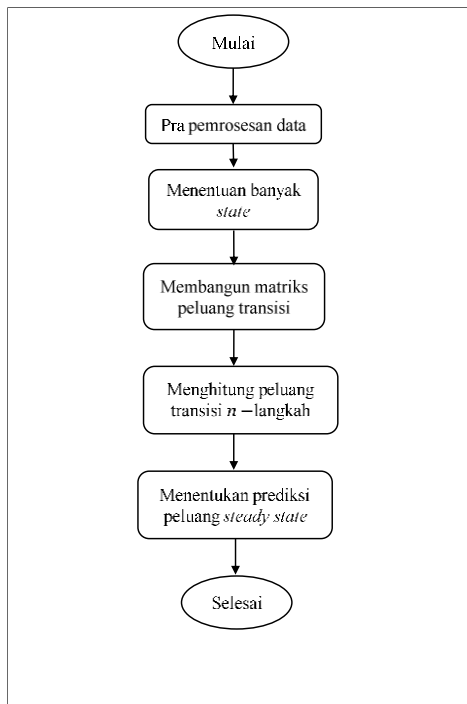 Mulai
Pra pemrosesan data
Menentuan banyak
state
Membangun matriks
peluang transisi
Menghitung peluang
transisi n −langkah
Menentukan prediksi
peluang steady state
Selesai